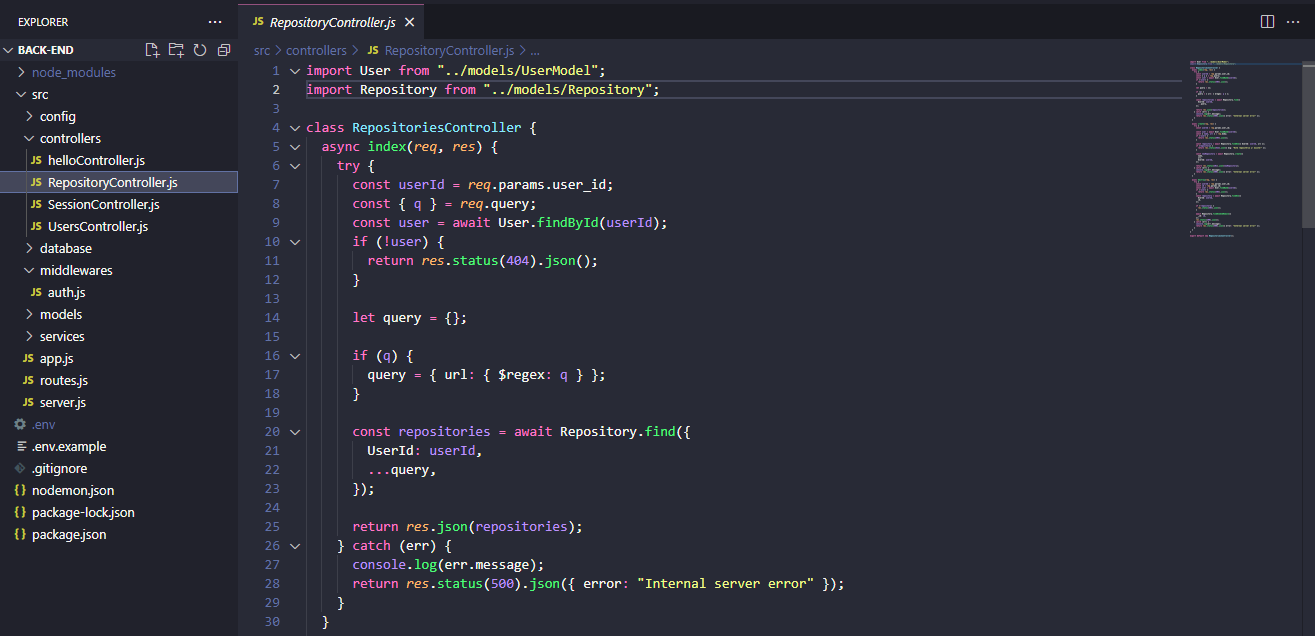 EXPLORER
BACK-END
node_modules
src
config
controllers
JS helloController.js
JS RepositoryController.js
JS SessionController.js
JS UsersController.js
database
middlewares
JS auth.js
models
services
JS app.js
JS routes.js
JS server.js
.env
.env.example
.gitignore
{} nodemon.json
{} package-lock.json
{} package.json
JS RepositoryController.js
src > controllers > JS RepositoryController.js > ...
1 import User from "../models/UserModel";
2 import Repository from "../models/Repository";
3
4 class RepositoriesController {
5 async index(req, res) {
6 try {
7 const userId = req.params.user_id;
8 const { q } = req.query;
9 const user = await User.findById(userId);
10 if (!user) {
11 return res.status(404).json();
12 }
13
14 let query = {};
15
16 if (q) {
17 query = { url: { $regex: q } };
18 }
19
20 const repositories = await Repository.find({
21 UserId: userId,
22 ...query,
23 });
24
25 return res.json(repositories);
26 } catch (err) {
27 console.log(err.message);
28 return res.status(500).json({ error: "Internal server error" });
29 }
30 }